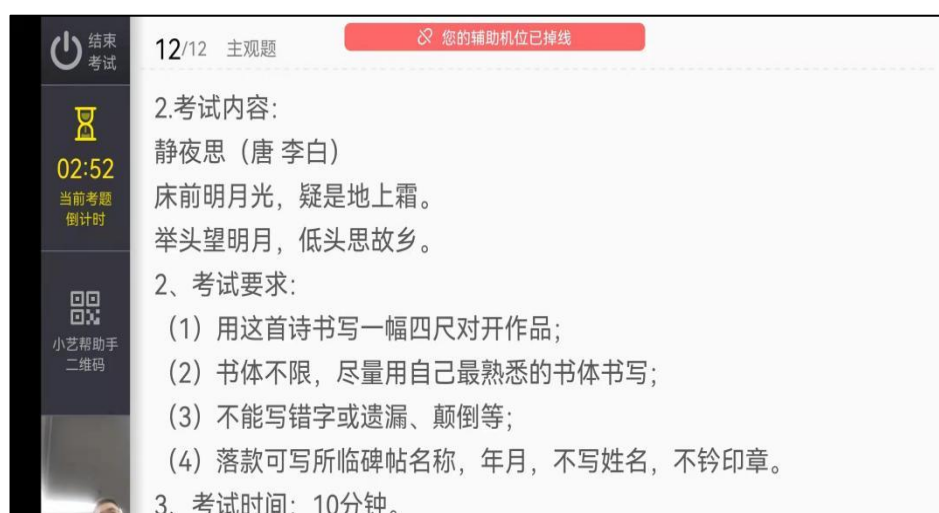 结束
考试
12/12 主观题
您的辅助机位已掉线
02:52
当前考题
倒计时
小艺帮助手
二维码
2.考试内容:
静夜思（唐 李白）
床前明月光，疑是地上霜。
举头望明月，低头思故乡。
2、考试要求:
（1）用这首诗书写一幅四尺对开作品;
（2）书体不限，尽量用自己最熟悉的书体书写;
（3）不能写错字或遗漏、颠倒等;
（4）落款可写所临碑帖名称，年月，不写姓名，不钤印章。
3、考试时间: 10分钟。